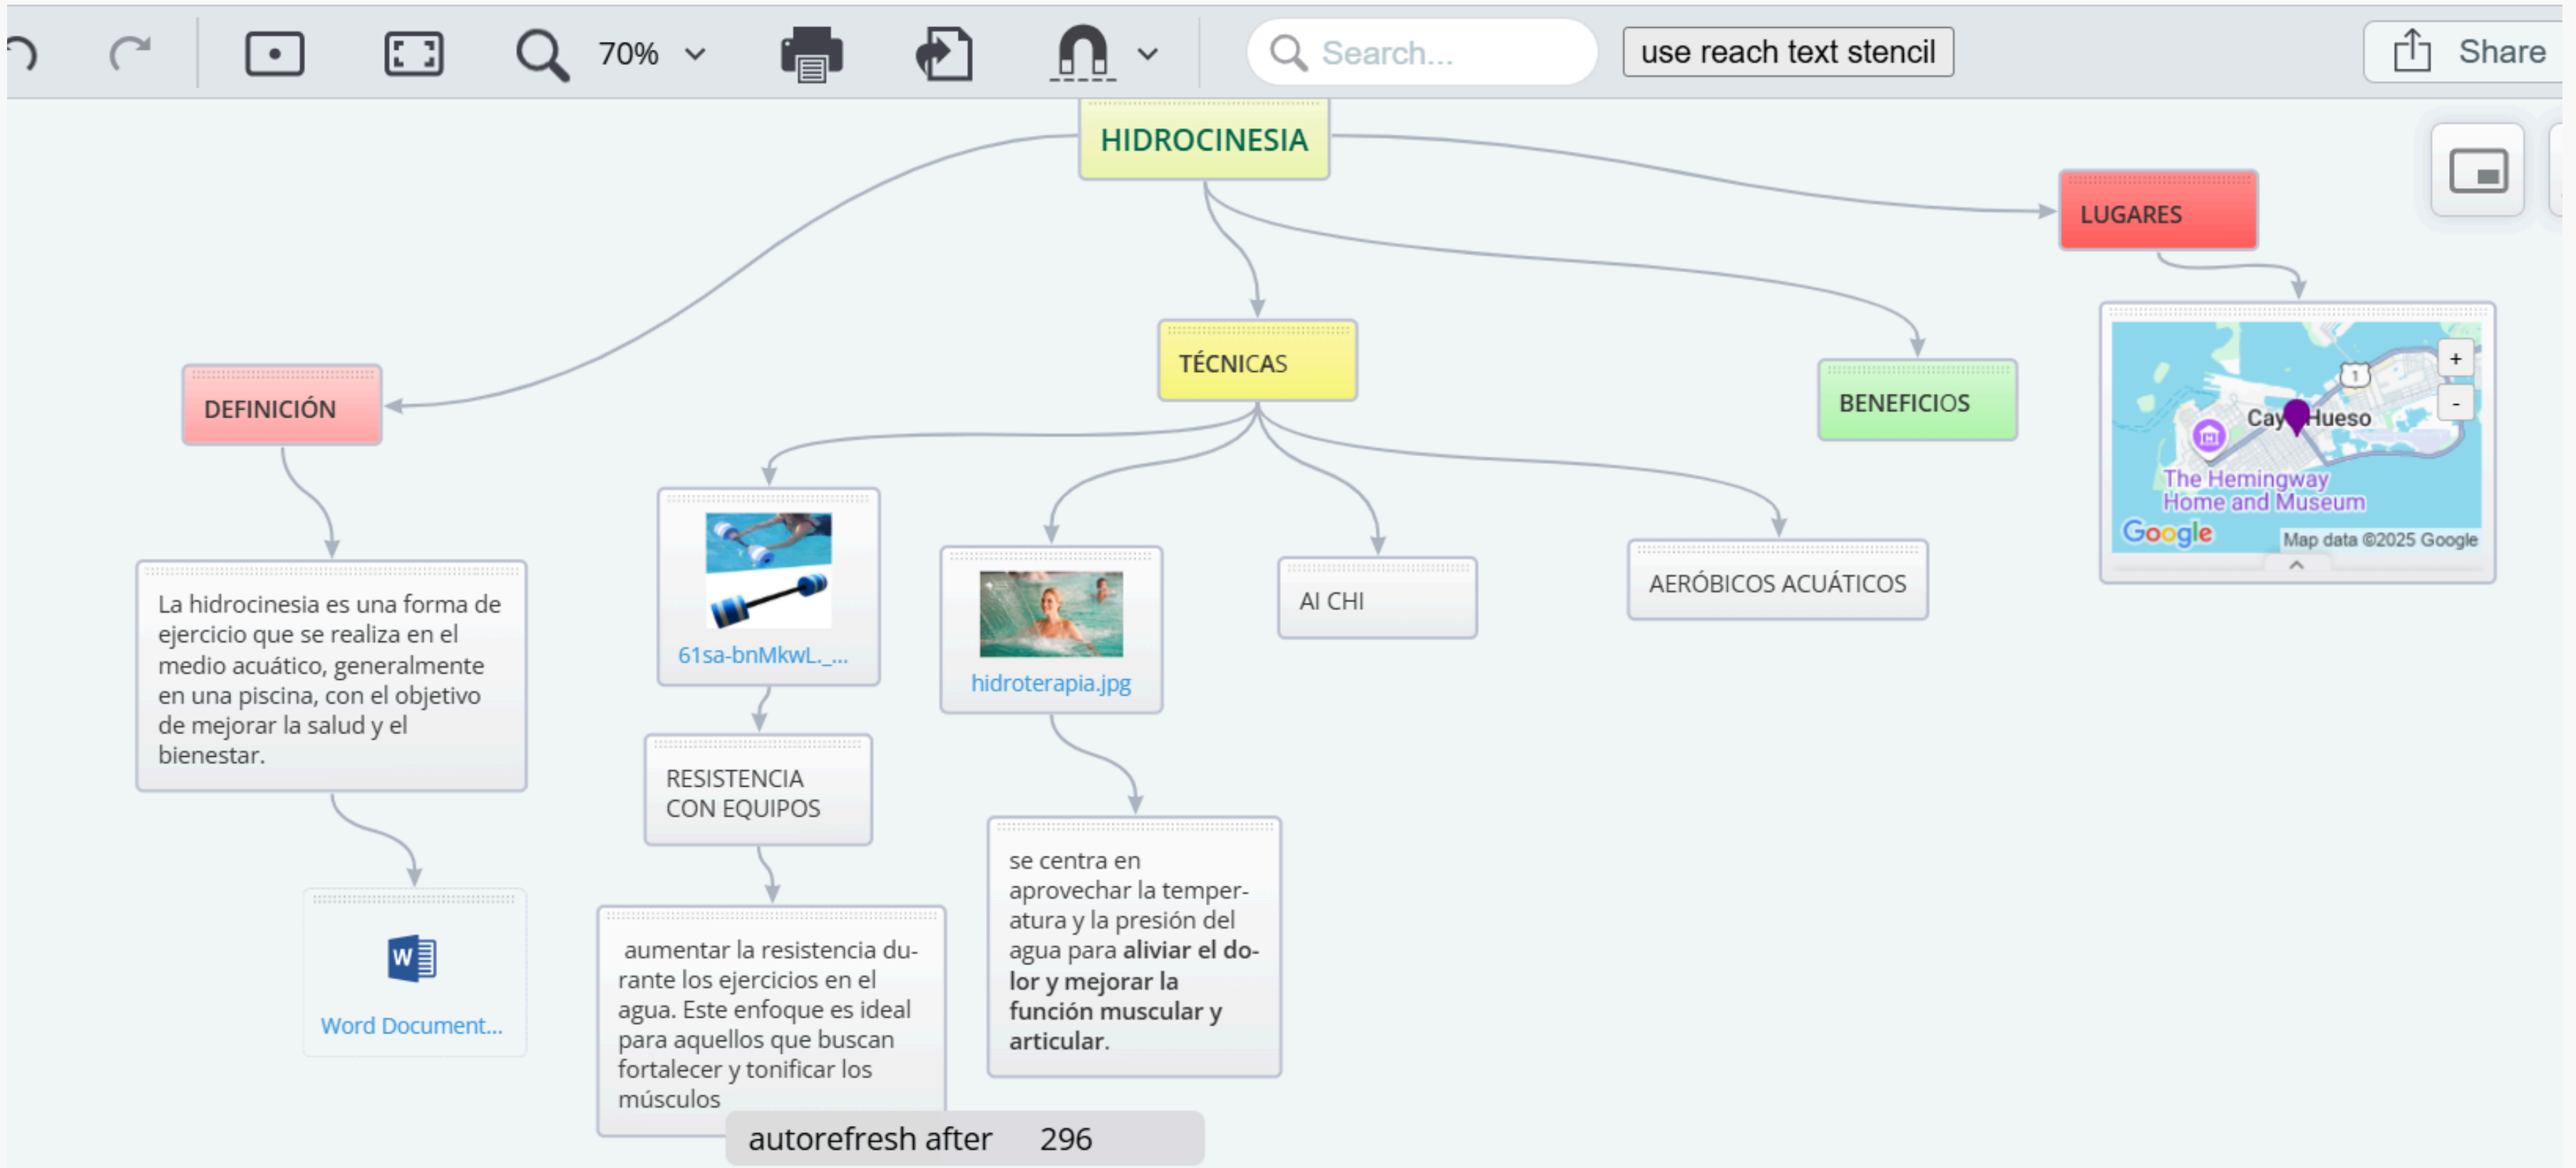 70%
Search...
use reach text stencil
Share
HIDROCINESIA
LUGARES
TÉCNICAS
DEFINICIÓN
BENEFICIOS
1
+
-
Cayo Hueso
The Hemingway
Home and Museum
Google
Map data ©2025 Google
61sa-bnMkwL._...
hidroterapia.jpg
AI CHI
AERÓBICOS ACUÁTICOS
La hidrocinesia es una forma de
ejercicio que se realiza en el
medio acuático, generalmente
en una piscina, con el objetivo
de mejorar la salud y el
bienestar.
RESISTENCIA
CON EQUIPOS
se centra en
aprovechar la temper-
atura y la presión del
agua para aliviar el do-
lor y mejorar la
función muscular y
articular.
W
Word Document...
aumentar la resistencia du-
rante los ejercicios en el
agua. Este enfoque es ideal
para aquellos que buscan
fortalecer y tonificar los
músculos
autorefresh after 296